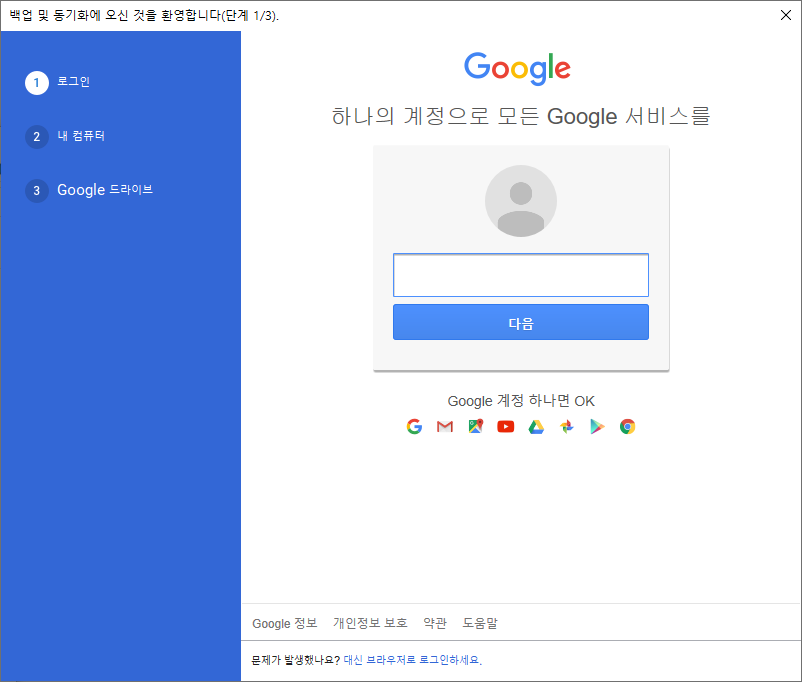 백업 및 동기화에 오신 것을 환영합니다(단계 1/3).
1 로그인
2 내 컴퓨터
3 Google 드라이브
Google
하나의 계정으로 모든 Google 서비스를
다음
Google 계정 하나면 OK
Google 정보 개인정보 보호 약관 도움말
문제가 발생했나요? 대신 브라우저로 로그인하세요.